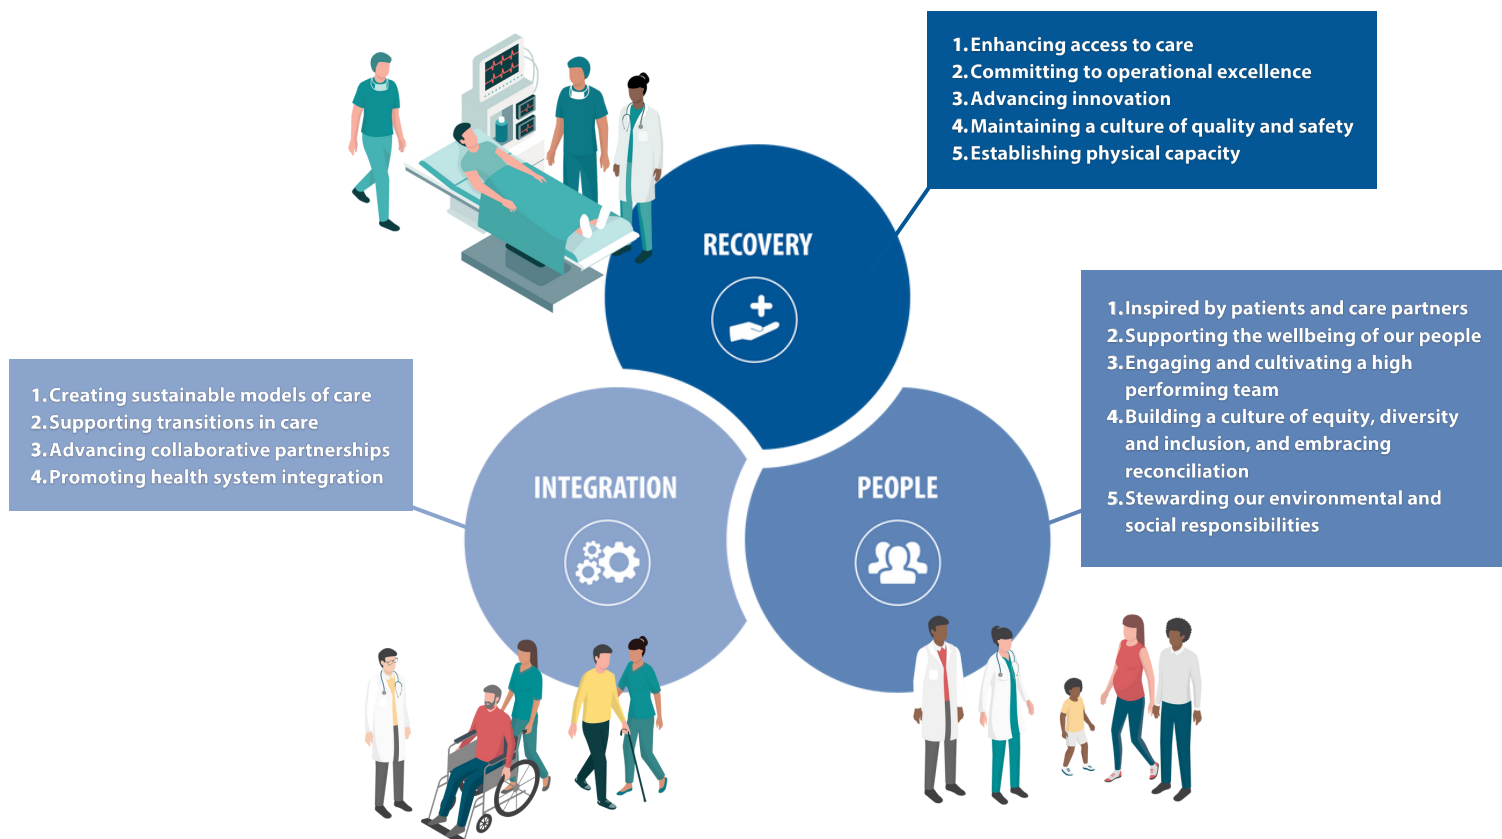 RECOVERY
1. Enhancing access to care
2. Committing to operational excellence
3. Advancing innovation
4. Maintaining a culture of quality and safety
5. Establishing physical capacity
PEOPLE
1. Inspired by patients and care partners
2. Supporting the wellbeing of our people
3. Engaging and cultivating a high
performing team
4. Building a culture of equity, diversity
and inclusion, and embracing
reconciliation
5. Stewarding our environmental and
social responsibilities
INTEGRATION
1. Creating sustainable models of care
2. Supporting transitions in care
3. Advancing collaborative partnerships
4. Promoting health system integration